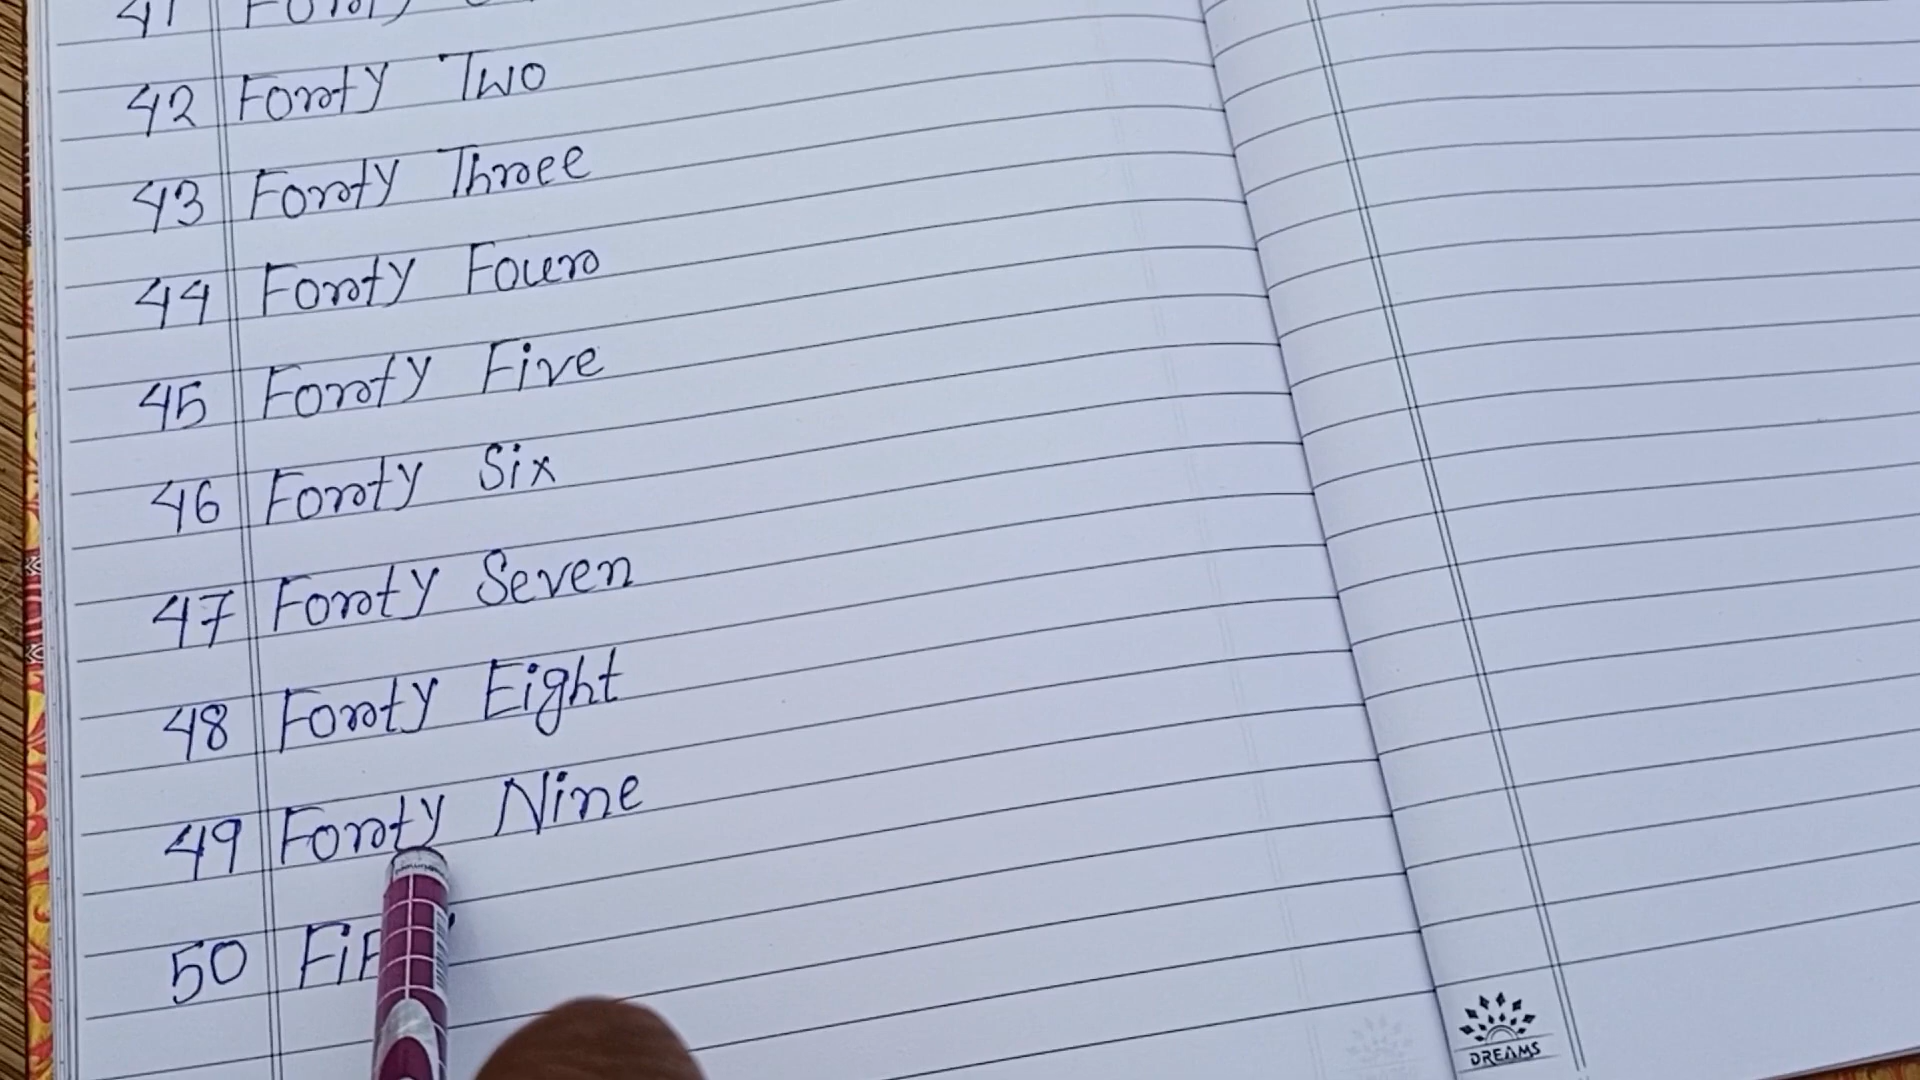 41
42 Forty Two
43 Forty Three
44 Forty Four
45 Forty Five
46 Forty Six
47 Forty Seven
48 Forty Eight
49 Forty Nine
50
DREAMS